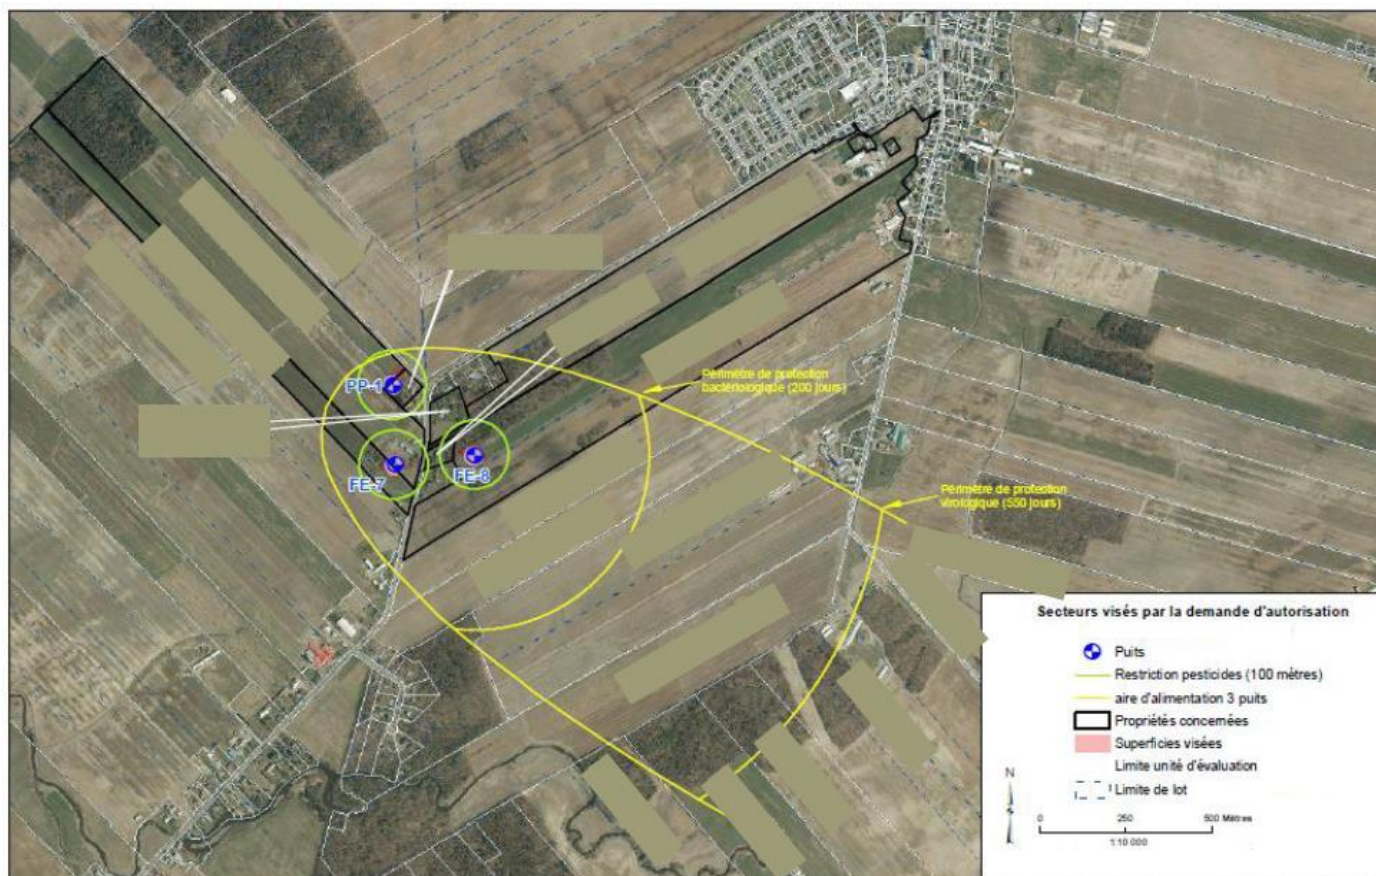 PP-1
FE-7
FE-8
Périmètre de protection
bactériologique (200 jours)
Périmètre de protection
virologique (550 jours)
Secteurs visés par la demande d'autorisation
Puits
Restriction pesticides (100 mètres)
aire d'alimentation 3 puits
Propriétés concernées
Superficies visées
Limite unité d'évaluation
Limite de lot
N
0 250 500 Mètres
1:10 000